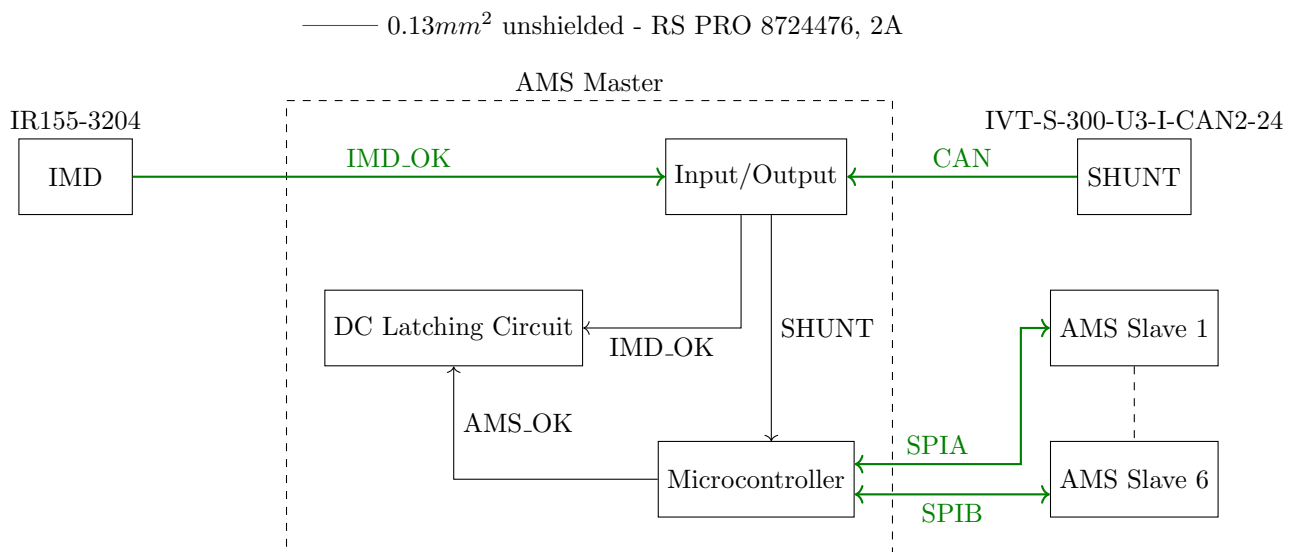 0.13mm² unshielded - RS PRO 8724476, 2A
AMS Master
IR155-3204
IVT-S-300-U3-I-CAN2-24
IMD
IMD_OK
Input/Output
CAN
SHUNT
DC Latching Circuit
IMD_OK
SHUNT
AMS Slave 1
AMS_OK
Microcontroller
SPIA
SPIB
AMS Slave 6